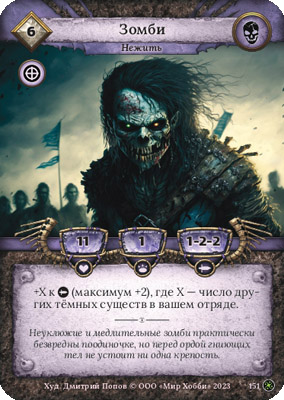 6
Зомби
Нежить
11 1 1-2-2
+X к (максимум +2), где X — число дру-
гих тёмных существ в вашем отряде.
Неуклюжие и медлительные зомби практически
безвредны поодиночке, но перед ордой гниющих
тел не устоит ни одна крепость.
Худ. Дмитрий Попов © ООО «Мир Хобби» 2023 151